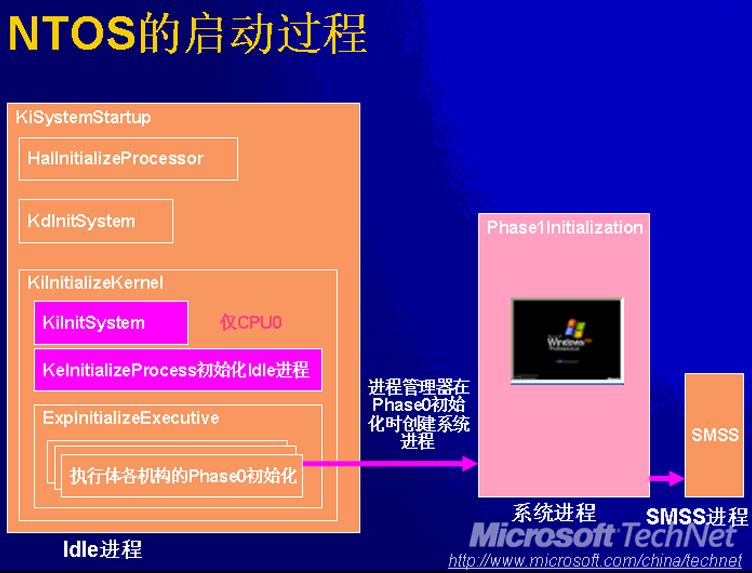 NTOS的启动过程
KiSystemStartup
HalInitializeProcessor
KdInitSystem
KiInitializeKernel
KiInitSystem
仅CPU0
KeInitializeProcess初始化Idle进程
ExpInitializeExecutive
执行体各机构的Phase0初始化
Idle进程
进程管理器在
Phase0初始
化时创建系统
进程
Phase1Initialization
Windows
系统进程
SMSS
SMSS进程
Microsoft TechNet
http://www.microsoft.com/china/technet